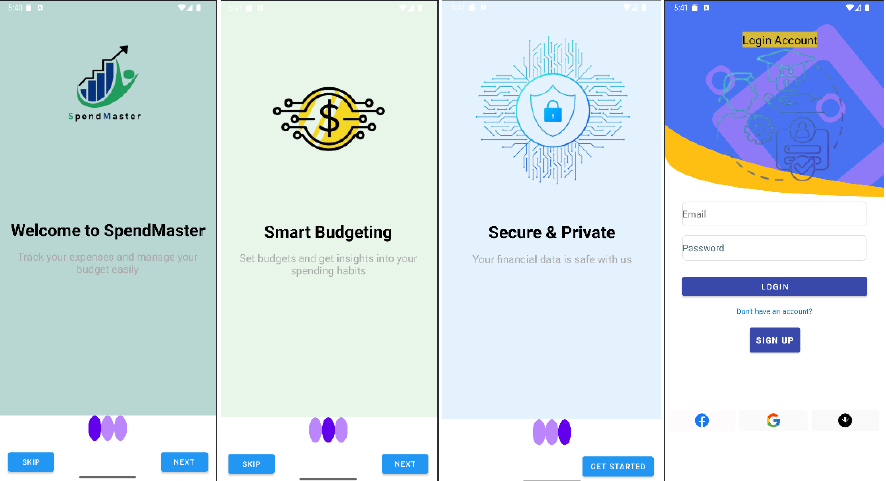 5:40
SpendMaster
Welcome to SpendMaster
Track your expenses and manage your
budget easily
SKIP
NEXT
5:41
Smart Budgeting
Set budgets and get insights into your
spending habits
SKIP
NEXT
5:41
Secure & Private
Your financial data is safe with us
GET STARTED
5:41
Login Account
Email
Password
LOGIN
Don't have an account?
SIGN UP